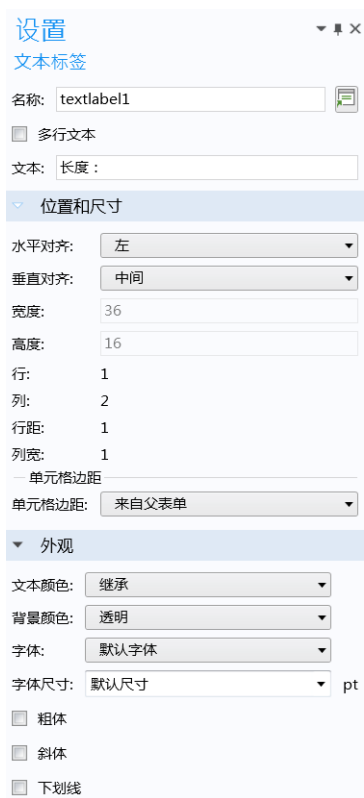 设置
文本标签
名称: textlabel1
多行文本
文本: 长度：
位置和尺寸
水平对齐: 左
垂直对齐: 中间
宽度: 36
高度: 16
行: 1
列: 2
行距: 1
列宽: 1
单元格边距
单元格边距: 来自父表单
外观
文本颜色: 继承
背景颜色: 透明
字体: 默认字体
字体尺寸: 默认尺寸 pt
粗体
斜体
下划线